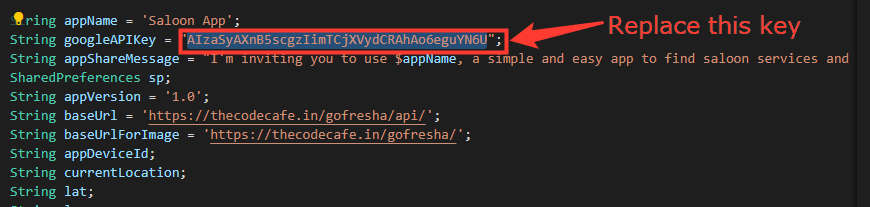 String appName = 'Saloon App';
String googleAPIKey = "AIzaSyAXnB5scgzIimTCjXVydCRAhAo6eguYN6U";
Replace this key
String appShareMessage = "I'm inviting you to use $appName, a simple and easy app to find saloon services and
SharedPreferences sp;
String appVersion = '1.0';
String baseUrl = 'https://thecodecafe.in/gofresha/api/';
String baseUrlForImage = 'https://thecodecafe.in/gofresha/';
String appDeviceId;
String currentLocation;
String lat;